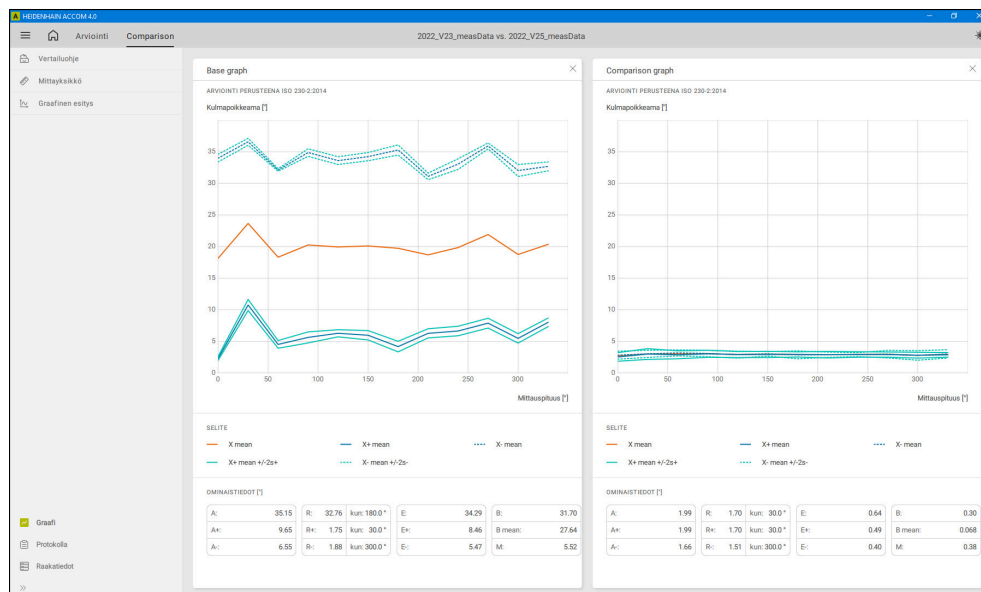 HEIDENHAIN ACCOM 4.0
Arviointi Comparison 2022_V23_measData vs. 2022_V25_measData
Vertailuohje
Mittayksikkö
Graafinen esitys
Base graph
ARVIOINTI PERUSTEENA ISO 230-2:2014
Kulmapoikkeama ["]
35
30
25
20
15
10
5
0
0 50 100 150 200 250 300
Mittauspituus [°]
SELITE
X mean X+ mean X- mean
X+ mean +/-2s+ X- mean +/-2s-
OMINAISTIEDOT ["]
A: 35.15 R: 32.76 kun: 180.0 ° E: 34.29 B: 31.70
A+: 9.65 R+: 1.75 kun: 30.0 ° E+: 8.46 B mean: 27.64
A-: 6.55 R-: 1.88 kun: 300.0 ° E-: 5.47 M: 5.52
Comparison graph
ARVIOINTI PERUSTEENA ISO 230-2:2014
Kulmapoikkeama ["]
35
30
25
20
15
10
5
0
0 50 100 150 200 250 300
Mittauspituus [°]
SELITE
X mean X+ mean X- mean
X+ mean +/-2s+ X- mean +/-2s-
OMINAISTIEDOT ["]
A: 1.99 R: 1.70 kun: 30.0 ° E: 0.64 B: 0.30
A+: 1.99 R+: 1.70 kun: 30.0 ° E+: 0.49 B mean: 0.068
A-: 1.66 R-: 1.51 kun: 300.0 ° E-: 0.40 M: 0.38
Graafi
Protokolla
Raakatiedot